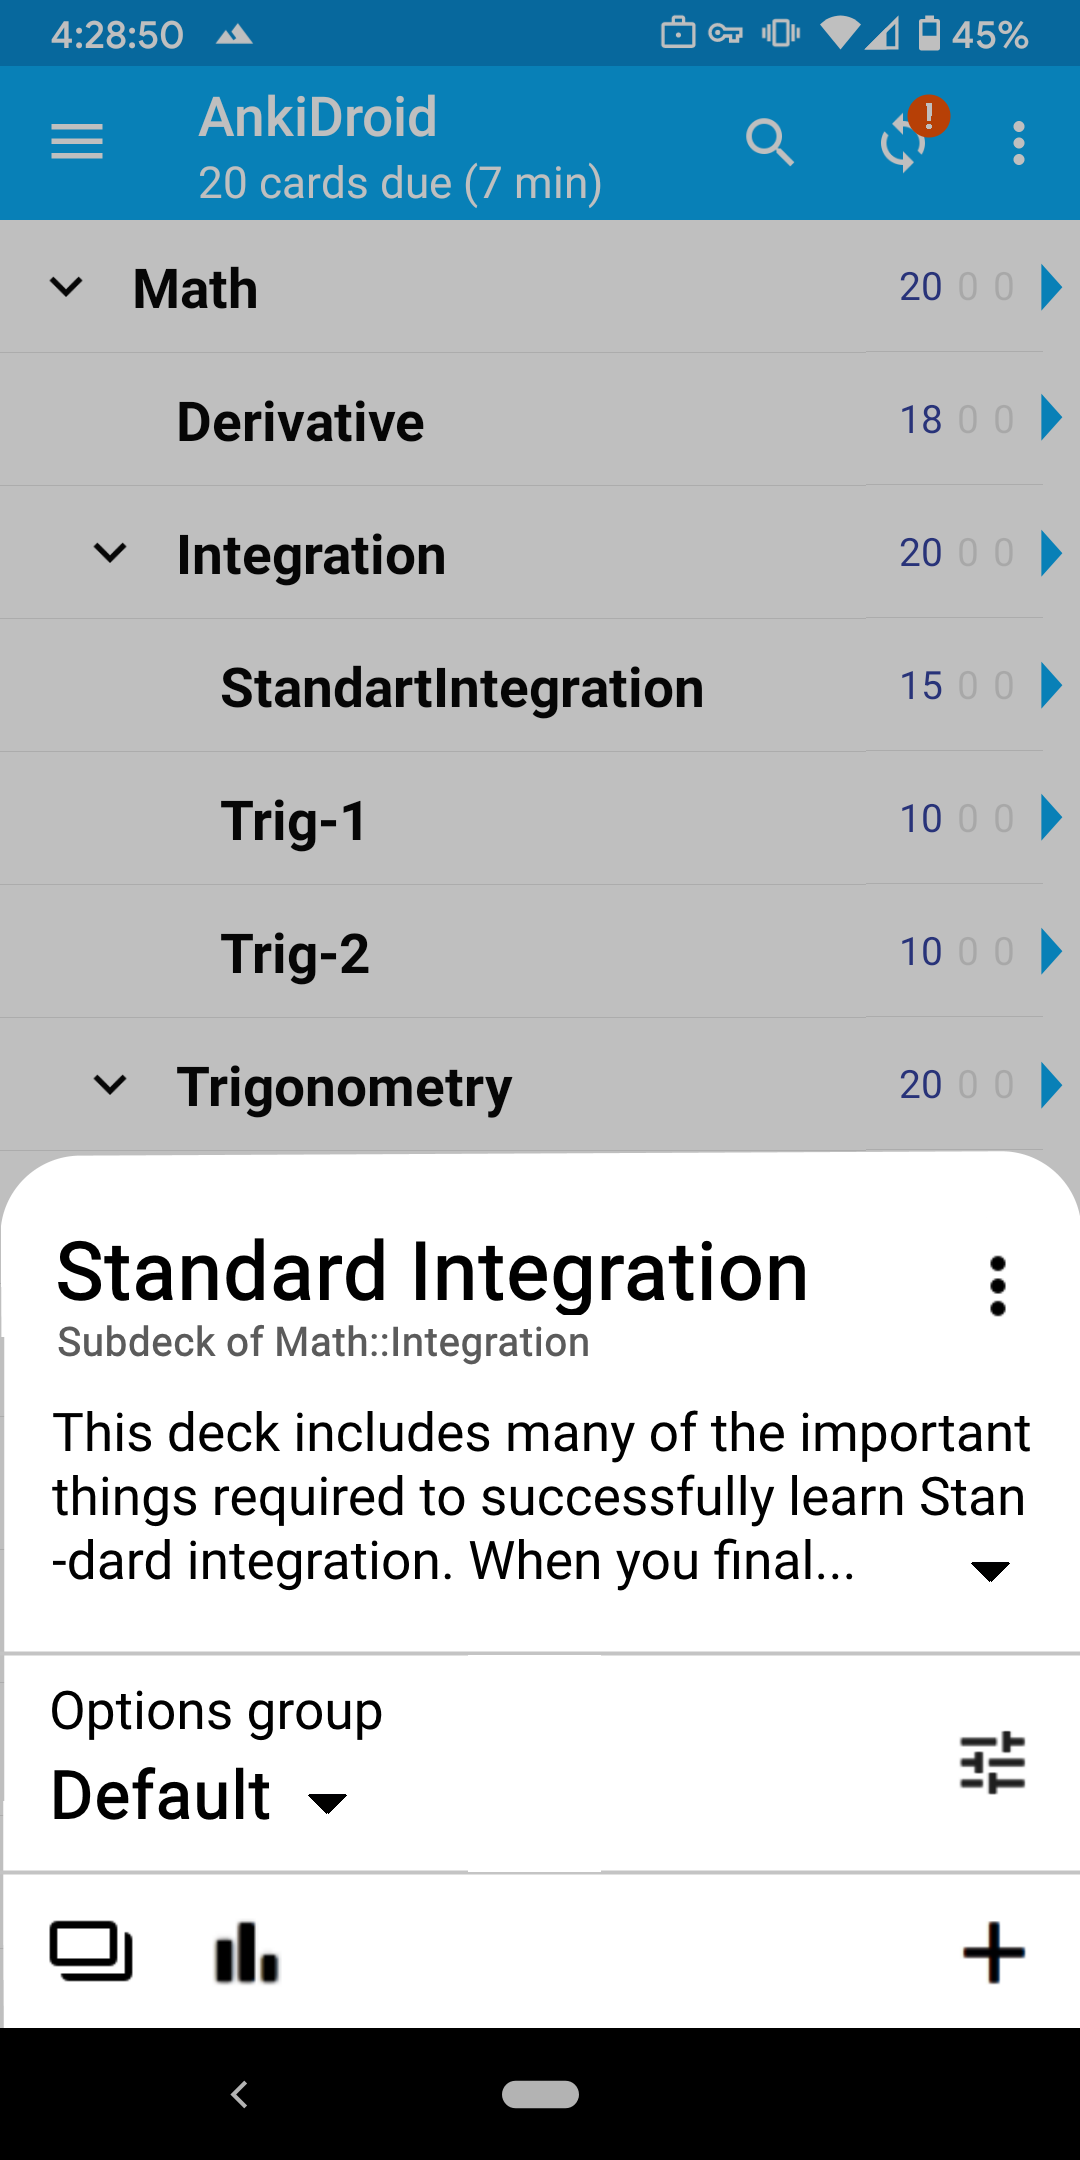 4:28:50 45%
AnkiDroid
20 cards due (7 min)
Math 20 0 0
Derivative 18 0 0
Integration 20 0 0
StandartIntegration 15 0 0
Trig-1 10 0 0
Trig-2 10 0 0
Trigonometry 20 0 0
Standard Integration
Subdeck of Math::Integration
This deck includes many of the important
things required to successfully learn Stan
-dard integration. When you final...
Options group
Default